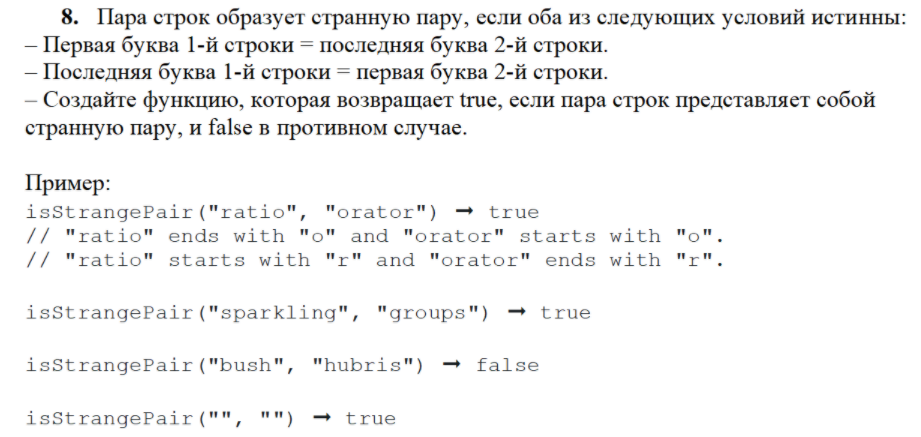 8. Пара строк образует странную пару, если оба из следующих условий истинны:
– Первая буква 1-й строки = последняя буква 2-й строки.
– Последняя буква 1-й строки = первая буква 2-й строки.
– Создайте функцию, которая возвращает true, если пара строк представляет собой
странную пару, и false в противном случае.
Пример:
isStrangePair("ratio", "orator") ➞ true
// "ratio" ends with "o" and "orator" starts with "o".
// "ratio" starts with "r" and "orator" ends with "r".
isStrangePair("sparkling", "groups") ➞ true
isStrangePair("bush", "hubris") ➞ false
isStrangePair("", "") ➞ true